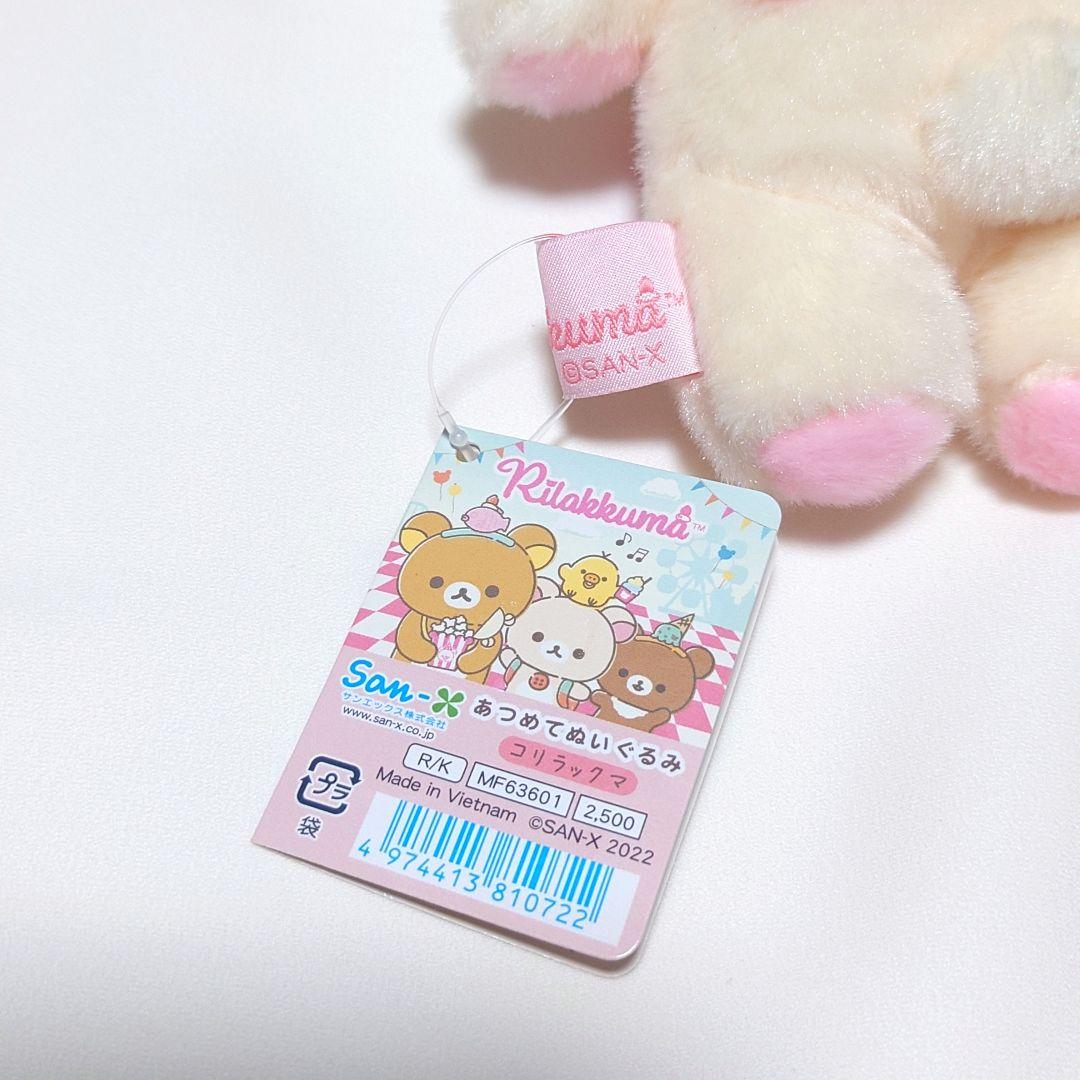 kuma™
©SAN-X
Rilakkuma™
San-X
サンエックス株式会社
www.san-x.co.jp
あつめてぬいぐるみ
コリラックマ
R/K MF63601 2,500
Made in Vietnam ©SAN-X 2022
プラ
袋
4 974413 810722